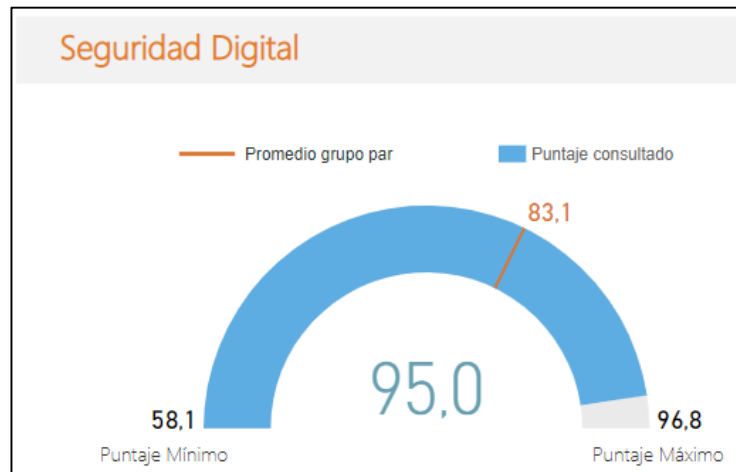 Seguridad Digital
Promedio grupo par
Puntaje consultado
83,1
95,0
58,1
96,8
Puntaje Mínimo
Puntaje Máximo